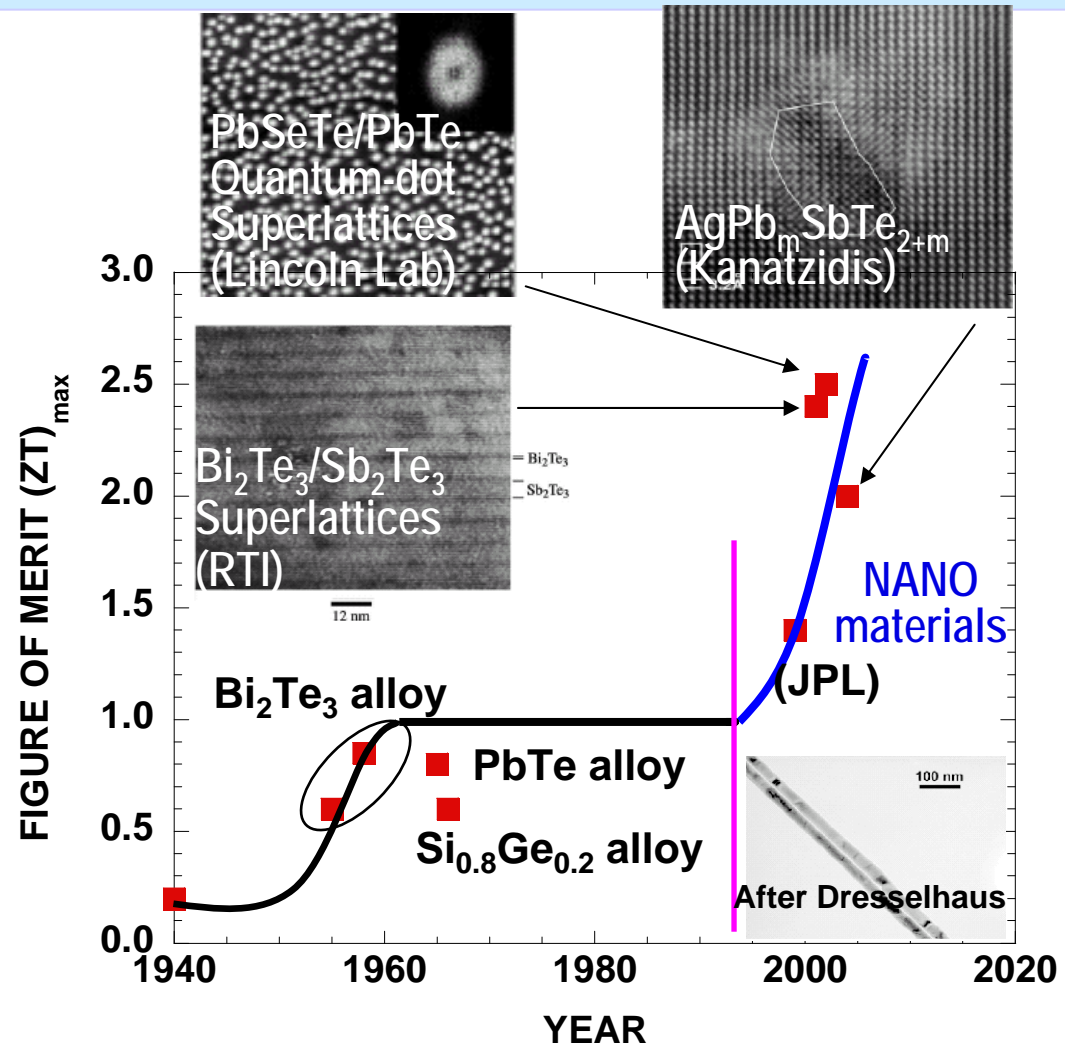 PbSeTe/PbTe
Quantum-dot
Superlattices
(Lincoln Lab)
AgPbmSbTe2+m
(Kanatzidis)
Bi2Te3/Sb2Te3
Superlattices
(RTI)
Bi2Te3
Sb2Te3
12 nm
NANO
materials
(JPL)
Bi2Te3 alloy
PbTe alloy
Si0.8Ge0.2 alloy
100 nm
After Dresselhaus
FIGURE OF MERIT (ZT)max
3.0
2.5
2.0
1.5
1.0
0.5
0.0
1940 1960 1980 2000 2020
YEAR